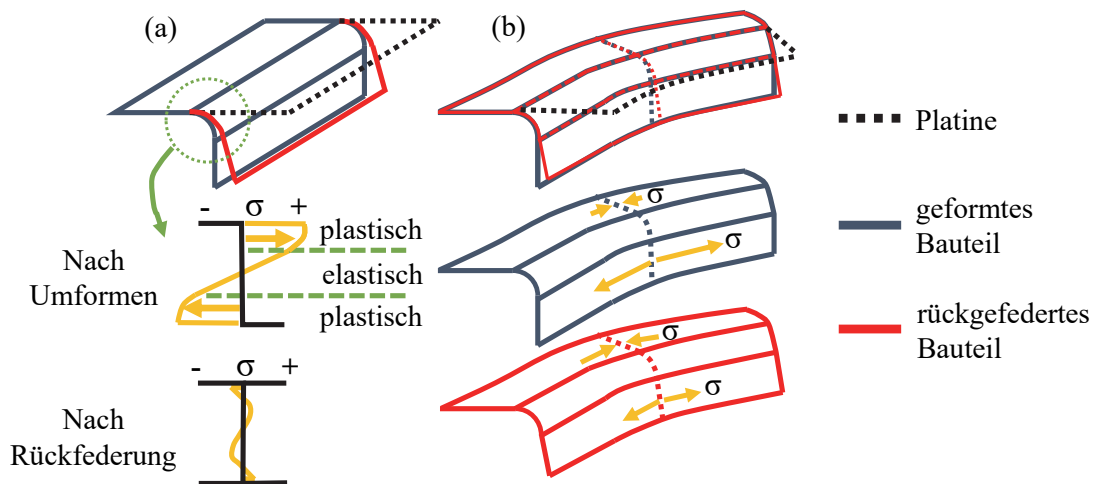 (a)
(b)
Platine
geformtes
Bauteil
rückgefedertes
Bauteil
- σ +
plastisch
elastisch
plastisch
Nach
Umformen
- σ +
Nach
Rückfederung
σ
σ
σ
σ